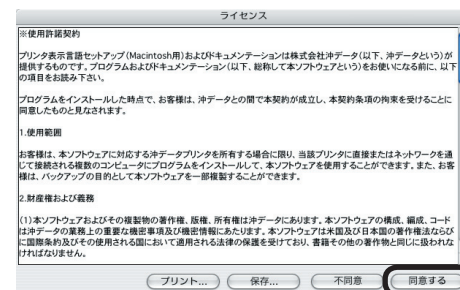 ライセンス
※使用許諾契約
プリンタ表示言語セットアップ(Macintosh用)およびドキュメンテーションは株式会社沖データ(以下、沖データという)が
提供するものです。プログラムおよびドキュメンテーション(以下、総称して本ソフトウェアという)をお使いになる前に、以下
の項目をお読み下さい。
プログラムをインストールした時点で、お客様は、沖データとの間で本契約が成立し、本契約条項の拘束を受けることに
同意したものと見なされます。
1.使用範囲
お客様は、本ソフトウェアに対応する沖データプリンタを所有する場合に限り、当該プリンタに直接またはネットワークを通
じて接続される複数のコンピュータにプログラムをインストールして、本ソフトウェアを使用することができます。また、お客
様は、バックアップの目的として本ソフトウェアを一部複製することができます。
2.財産権および義務
(1)本ソフトウェアおよびその複製物の著作権、版権、所有権は沖データにあります。本ソフトウェアの構成、編成、コード
は沖データの業務上の重要な機密事項及び機密情報にあたります。本ソフトウェアは米国及び日本国の著作権法ならび
に国際条約及びその使用される国において適用される法律の保護を受けており、書籍その他の著作物と同じに扱われな
ければなりません。
プリント...) 保存... 不同意 同意する